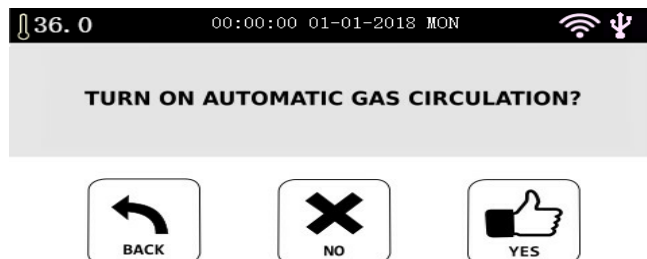 36.0 00:00:00 01-01-2018 MON
TURN ON AUTOMATIC GAS CIRCULATION?
BACK NO YES